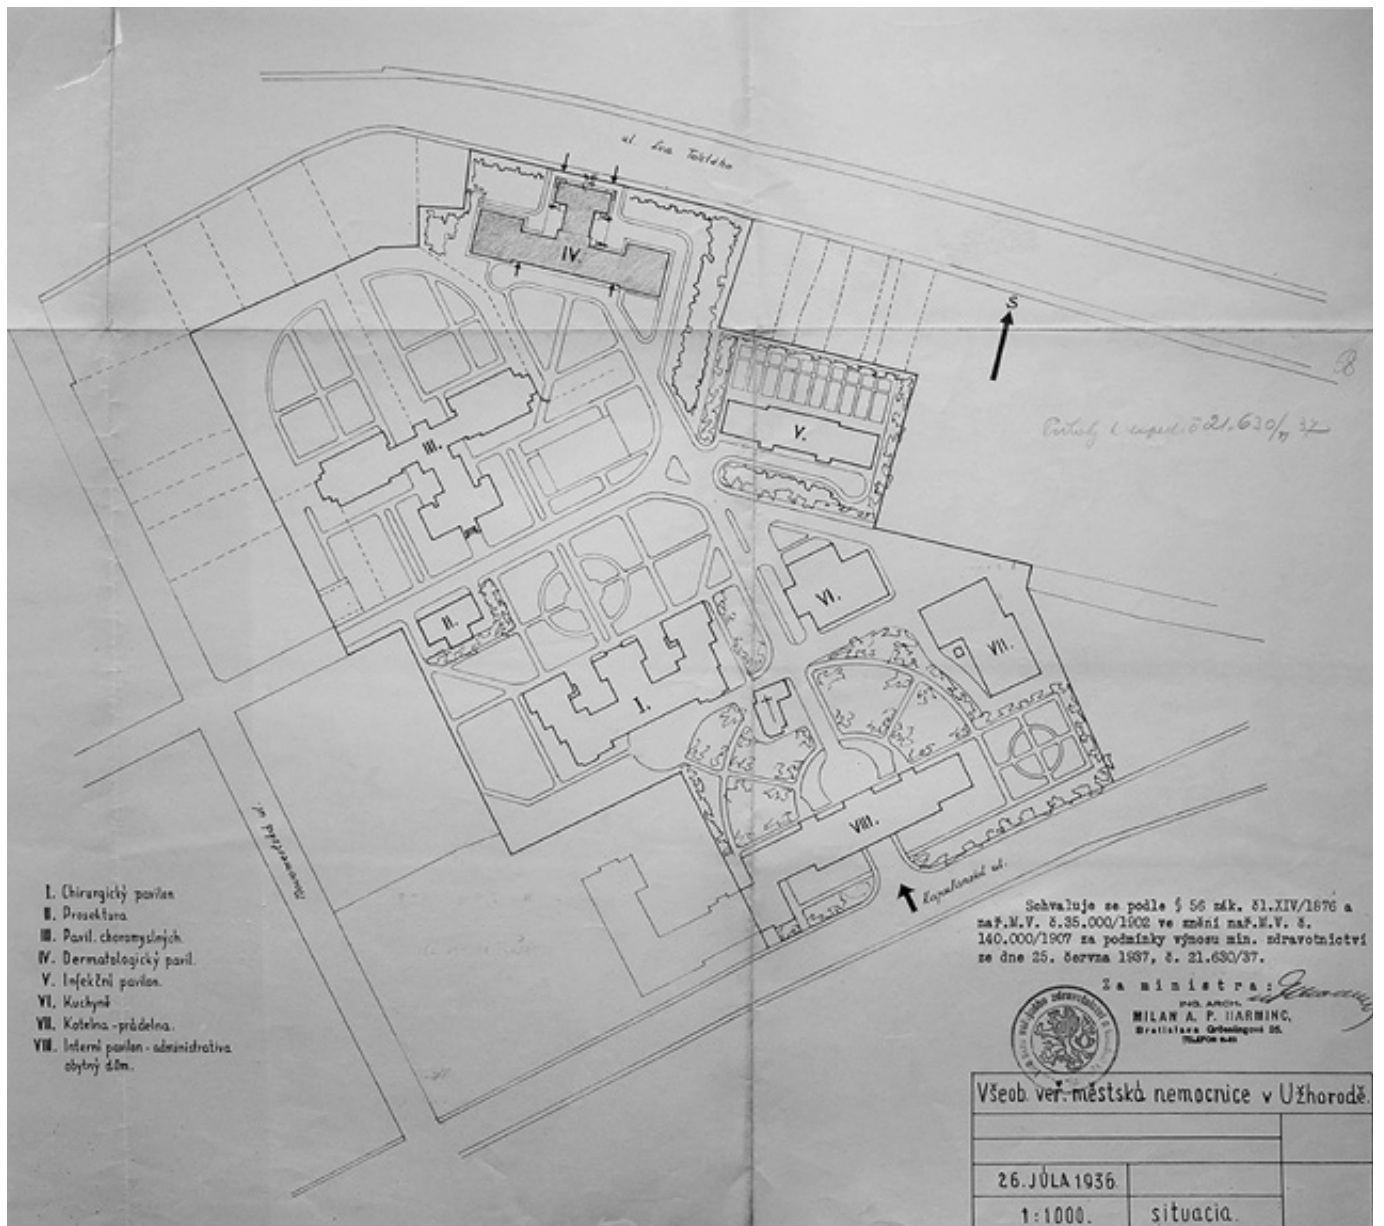 ul. Lva Tolstého
IV.
Š
III.
V.
II.
VI.
VII.
I.
VIII.
Kapušanská ul.
I. Chirurgický pavilon
II. Prosektura
III. Pavil. choromyslných.
IV. Dermatologický pavil.
V. Infekční pavilon.
VI. Kuchyně
VII. Kotelna - prádelna.
VIII. Interní pavilon - administrativa
obytný dům.
Schvaluje se podle § 56 zák. čl.XIV/1876 a
nař.M.V. č.35.000/1902 ve znění nař.M.V. č.
140.000/1907 za podmínky výnosu min. zdravotnictví
ze dne 25. června 1937, č. 21.630/37.
Za ministra:
ING. ARCH.
MILAN A. P. HARMINC,
Bratislava
Všeob. veř. městská nemocnice v Užhorodě.
26. JÚLA 1936.
1:1000.
situacia.